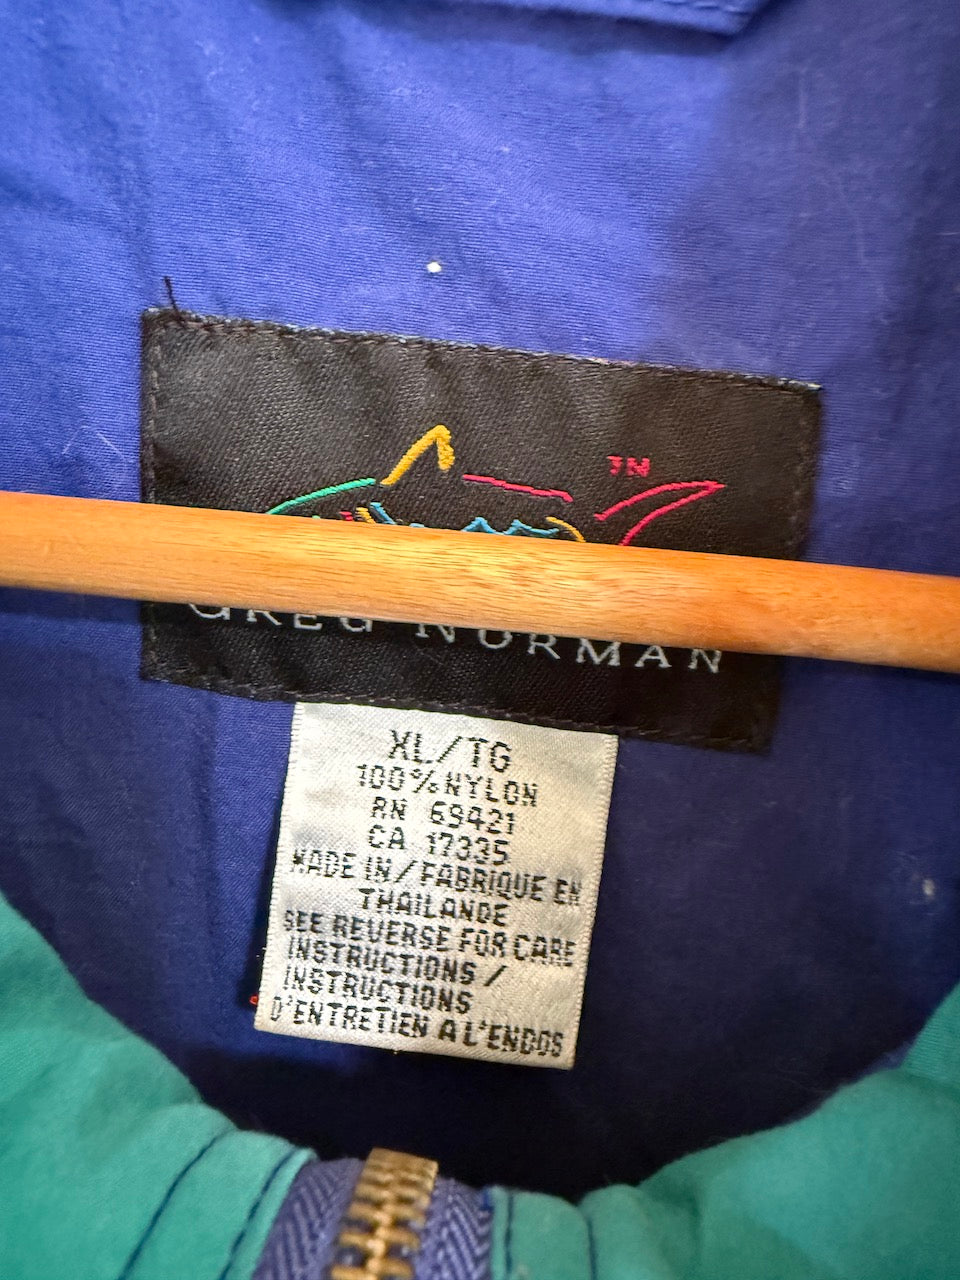 TM
GREG NORMAN
XL/TG
100% NYLON
RN 69421
CA 17335
MADE IN/FABRIQUE EN
THAILANDE
SEE REVERSE FOR CARE
INSTRUCTIONS /
INSTRUCTIONS
D'ENTRETIEN A L'ENDOS